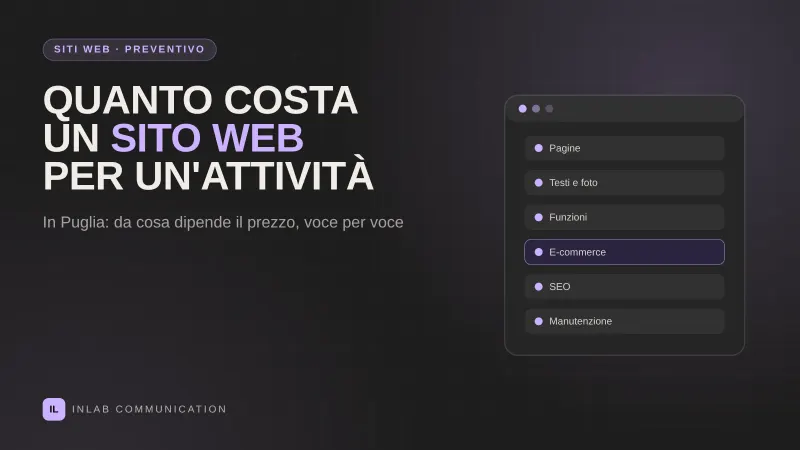 SITI WEB · PREVENTIVO
QUANTO COSTA
UN SITO WEB
PER UN'ATTIVITÀ
In Puglia: da cosa dipende il prezzo, voce per voce
Pagine
Testi e foto
Funzioni
E-commerce
SEO
Manutenzione
IL INLAB COMMUNICATION